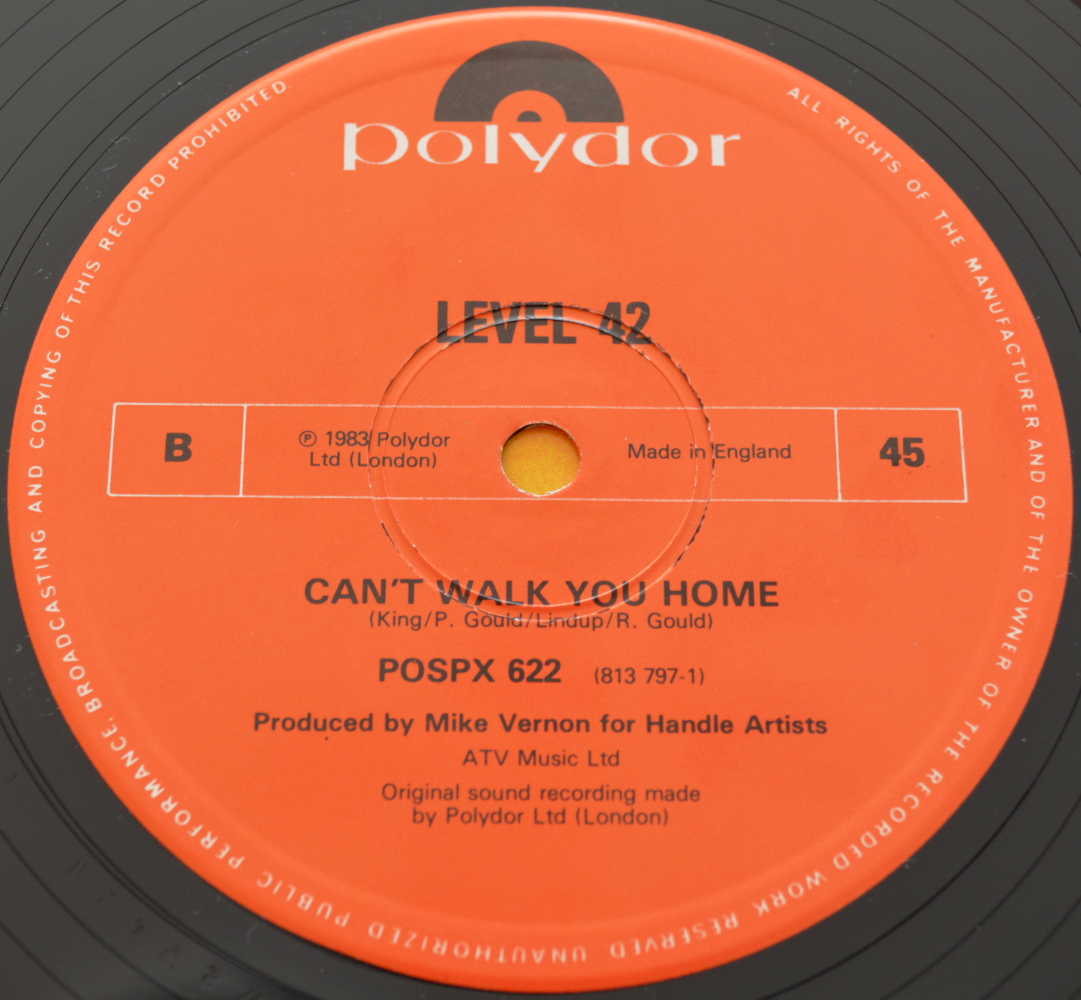 polydor
LEVEL 42
B
℗ 1983 Polydor
Ltd (London)
Made in England
45
CAN'T WALK YOU HOME
(King/P. Gould/Lindup/R. Gould)
POSPX 622 (813 797-1)
Produced by Mike Vernon for Handle Artists
ATV Music Ltd
Original sound recording made
by Polydor Ltd (London)
ALL RIGHTS OF THE MANUFACTURER AND OF THE OWNER OF THE RECORDED WORK RESERVED UNAUTHORIZED PUBLIC PERFORMANCE, BROADCASTING AND COPYING OF THIS RECORD PROHIBITED